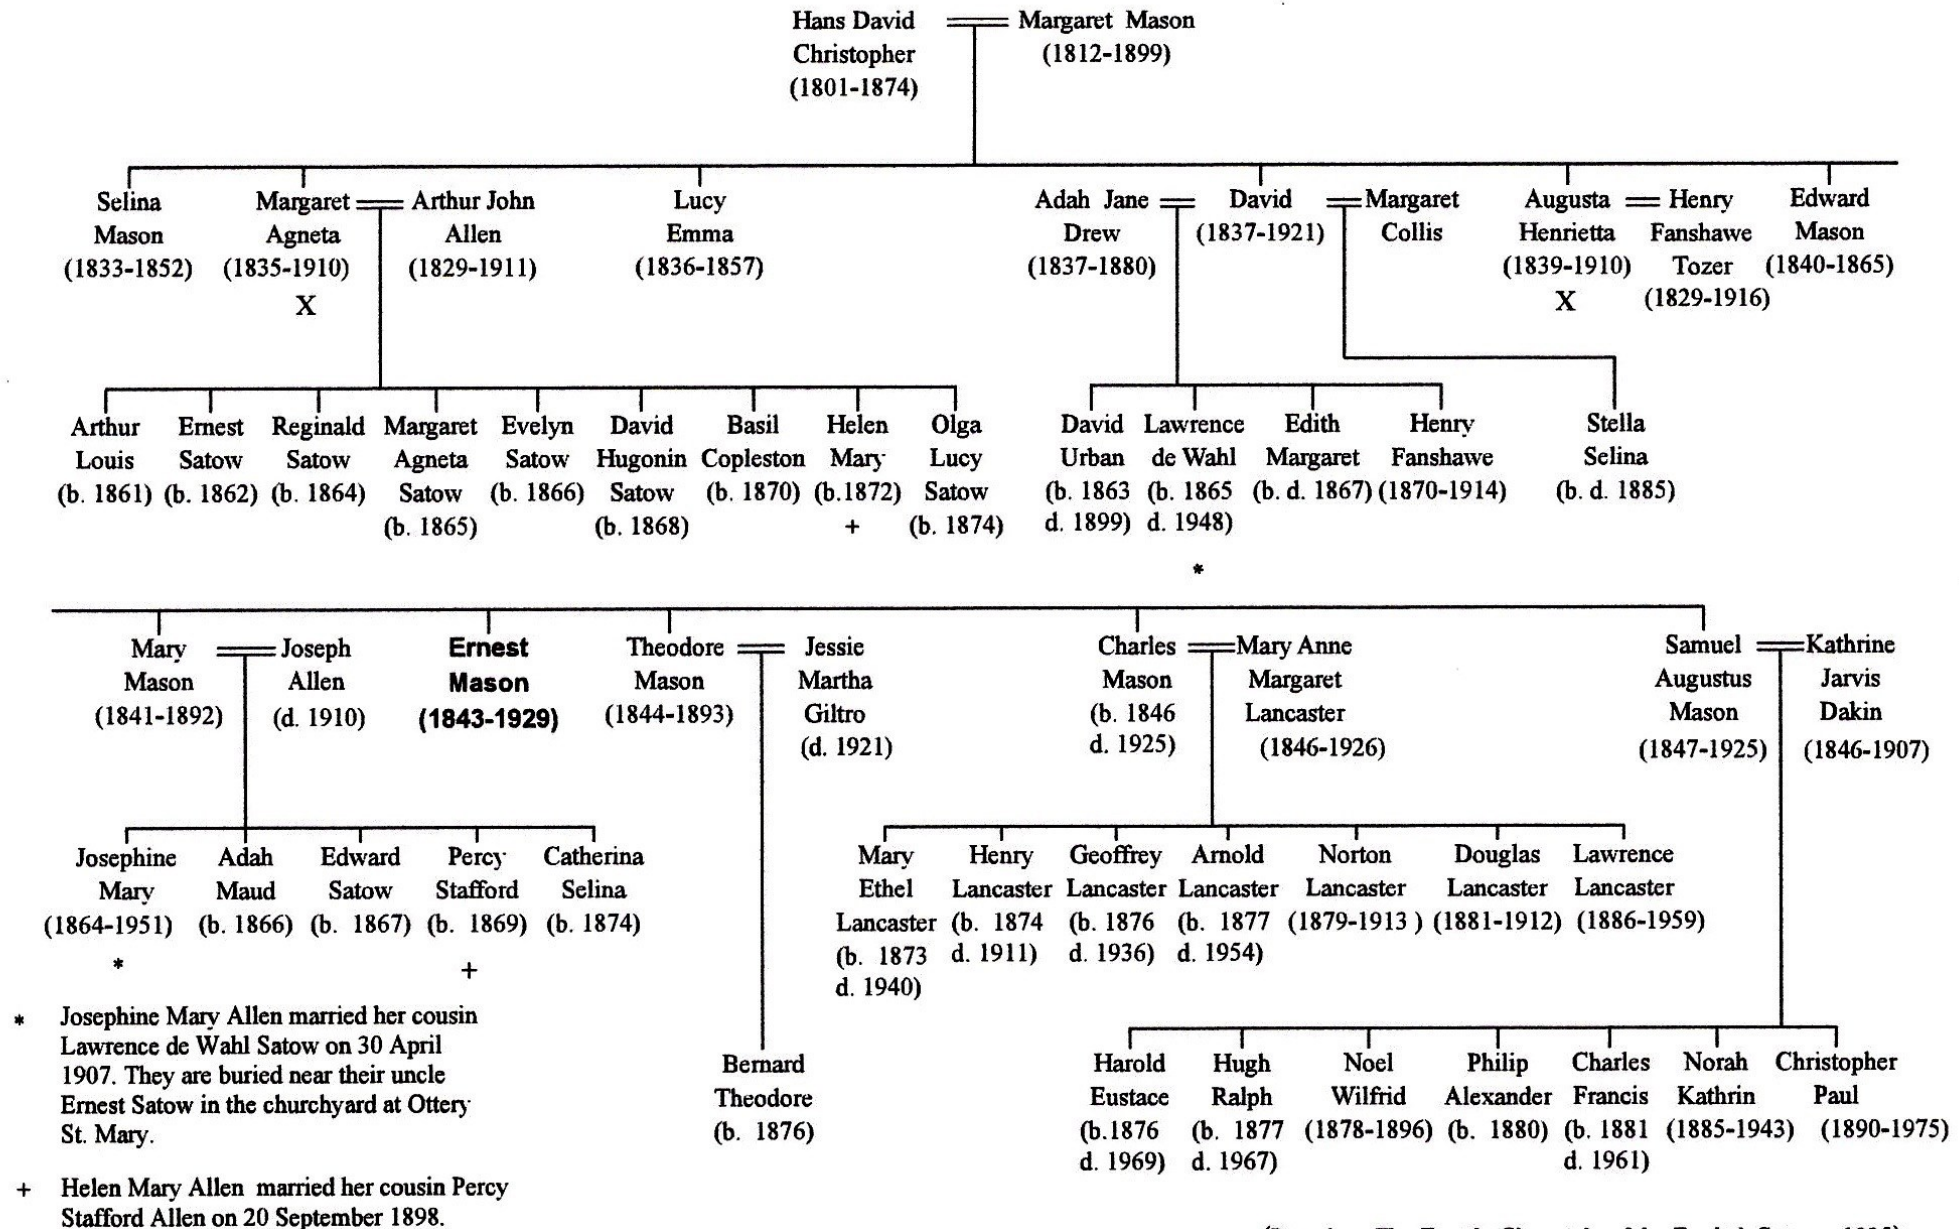 Hans David
Christopher
(1801-1874)
Margaret Mason
(1812-1899)
Selina
Mason
(1833-1852)
Margaret
Agneta
(1835-1910)
X
Arthur John
Allen
(1829-1911)
Lucy
Emma
(1836-1857)
Adah Jane
Drew
(1837-1880)
David
(1837-1921)
Margaret
Collis
Augusta
Henrietta
(1839-1910)
X
Henry
Fanshawe
Tozer
(1829-1916)
Edward
Mason
(1840-1865)
Arthur
Louis
(b. 1861)
Ernest
Satow
(b. 1862)
Reginald
Satow
(b. 1864)
Margaret
Agneta
Satow
(b. 1865)
Evelyn
Satow
(b. 1866)
David
Hugonin
Satow
(b. 1868)
Basil
Copleston
(b. 1870)
Helen
Mary
(b.1872)
+
Olga
Lucy
Satow
(b. 1874)
David
Urban
(b. 1863
d. 1899)
Lawrence
de Wahl
(b. 1865
d. 1948)
*
Edith
Margaret
(b. d. 1867)
Henry
Fanshawe
(1870-1914)
Stella
Selina
(b. d. 1885)
Mary
Mason
(1841-1892)
Joseph
Allen
(d. 1910)
Ernest
Mason
(1843-1929)
Theodore
Mason
(1844-1893)
Jessie
Martha
Giltro
(d. 1921)
Charles
Mason
(b. 1846
d. 1925)
Mary Anne
Margaret
Lancaster
(1846-1926)
Samuel
Augustus
Mason
(1847-1925)
Kathrine
Jarvis
Dakin
(1846-1907)
Josephine
Mary
(1864-1951)
*
Adah
Maud
(b. 1866)
Edward
Satow
(b. 1867)
Percy
Stafford
(b. 1869)
+
Catherina
Selina
(b. 1874)
Mary
Ethel
Lancaster
(b. 1873
d. 1940)
Henry
Lancaster
(b. 1874
d. 1911)
Geoffrey
Lancaster
(b. 1876
d. 1936)
Arnold
Lancaster
(b. 1877
d. 1954)
Norton
Lancaster
(1879-1913 )
Douglas
Lancaster
(1881-1912)
Lawrence
Lancaster
(1886-1959)
Bernard
Theodore
(b. 1876)
Harold
Eustace
(b.1876
d. 1969)
Hugh
Ralph
(b. 1877
d. 1967)
Noel
Wilfrid
(1878-1896)
Philip
Alexander
(b. 1880)
Charles
Francis
(b. 1881
d. 1961)
Norah
Kathrin
(1885-1943)
Christopher
Paul
(1890-1975)
* Josephine Mary Allen married her cousin
Lawrence de Wahl Satow on 30 April
1907. They are buried near their uncle
Ernest Satow in the churchyard at Ottery
St. Mary.
+ Helen Mary Allen married her cousin Percy
Stafford Allen on 20 September 1898.